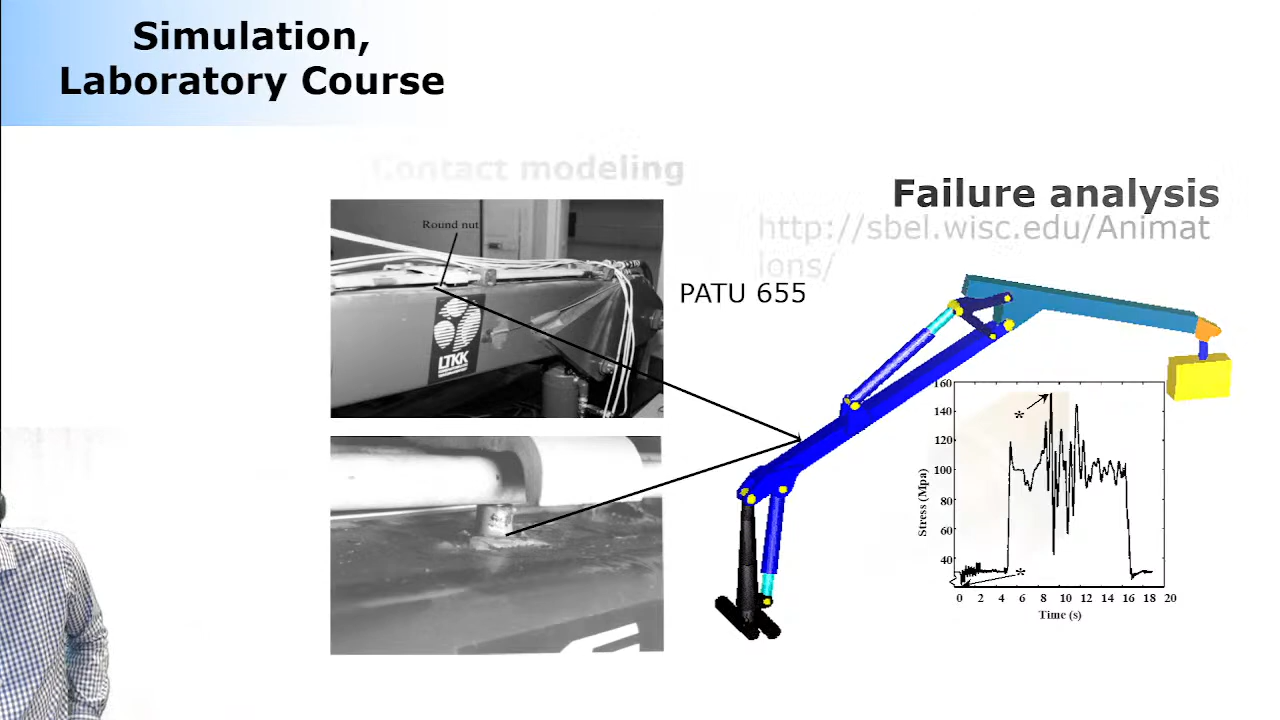 Simulation,
Laboratory Course
Contact modeling
Failure analysis
http://sbel.wisc.edu/Animat
ions/
Round nut
PATU 655
LTKK
160
140
120
100
80
60
40
Stress (Mpa)
*
*
0 2 4 6 8 10 12 14 16 18 20
Time (s)